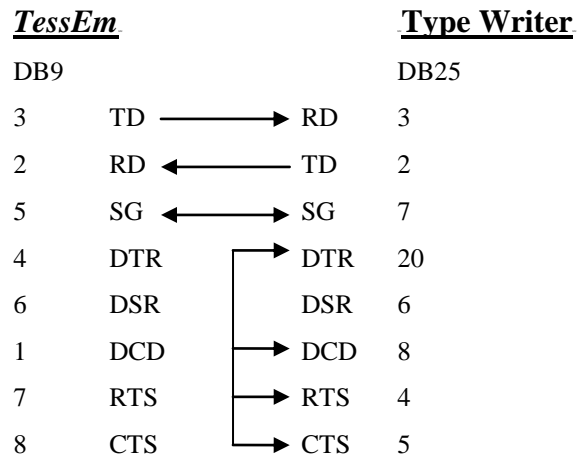 TessEm Type Writer
DB9 DB25
3 TD RD 3
2 RD TD 2
5 SG SG 7
4 DTR DTR 20
6 DSR DSR 6
1 DCD DCD 8
7 RTS RTS 4
8 CTS CTS 5